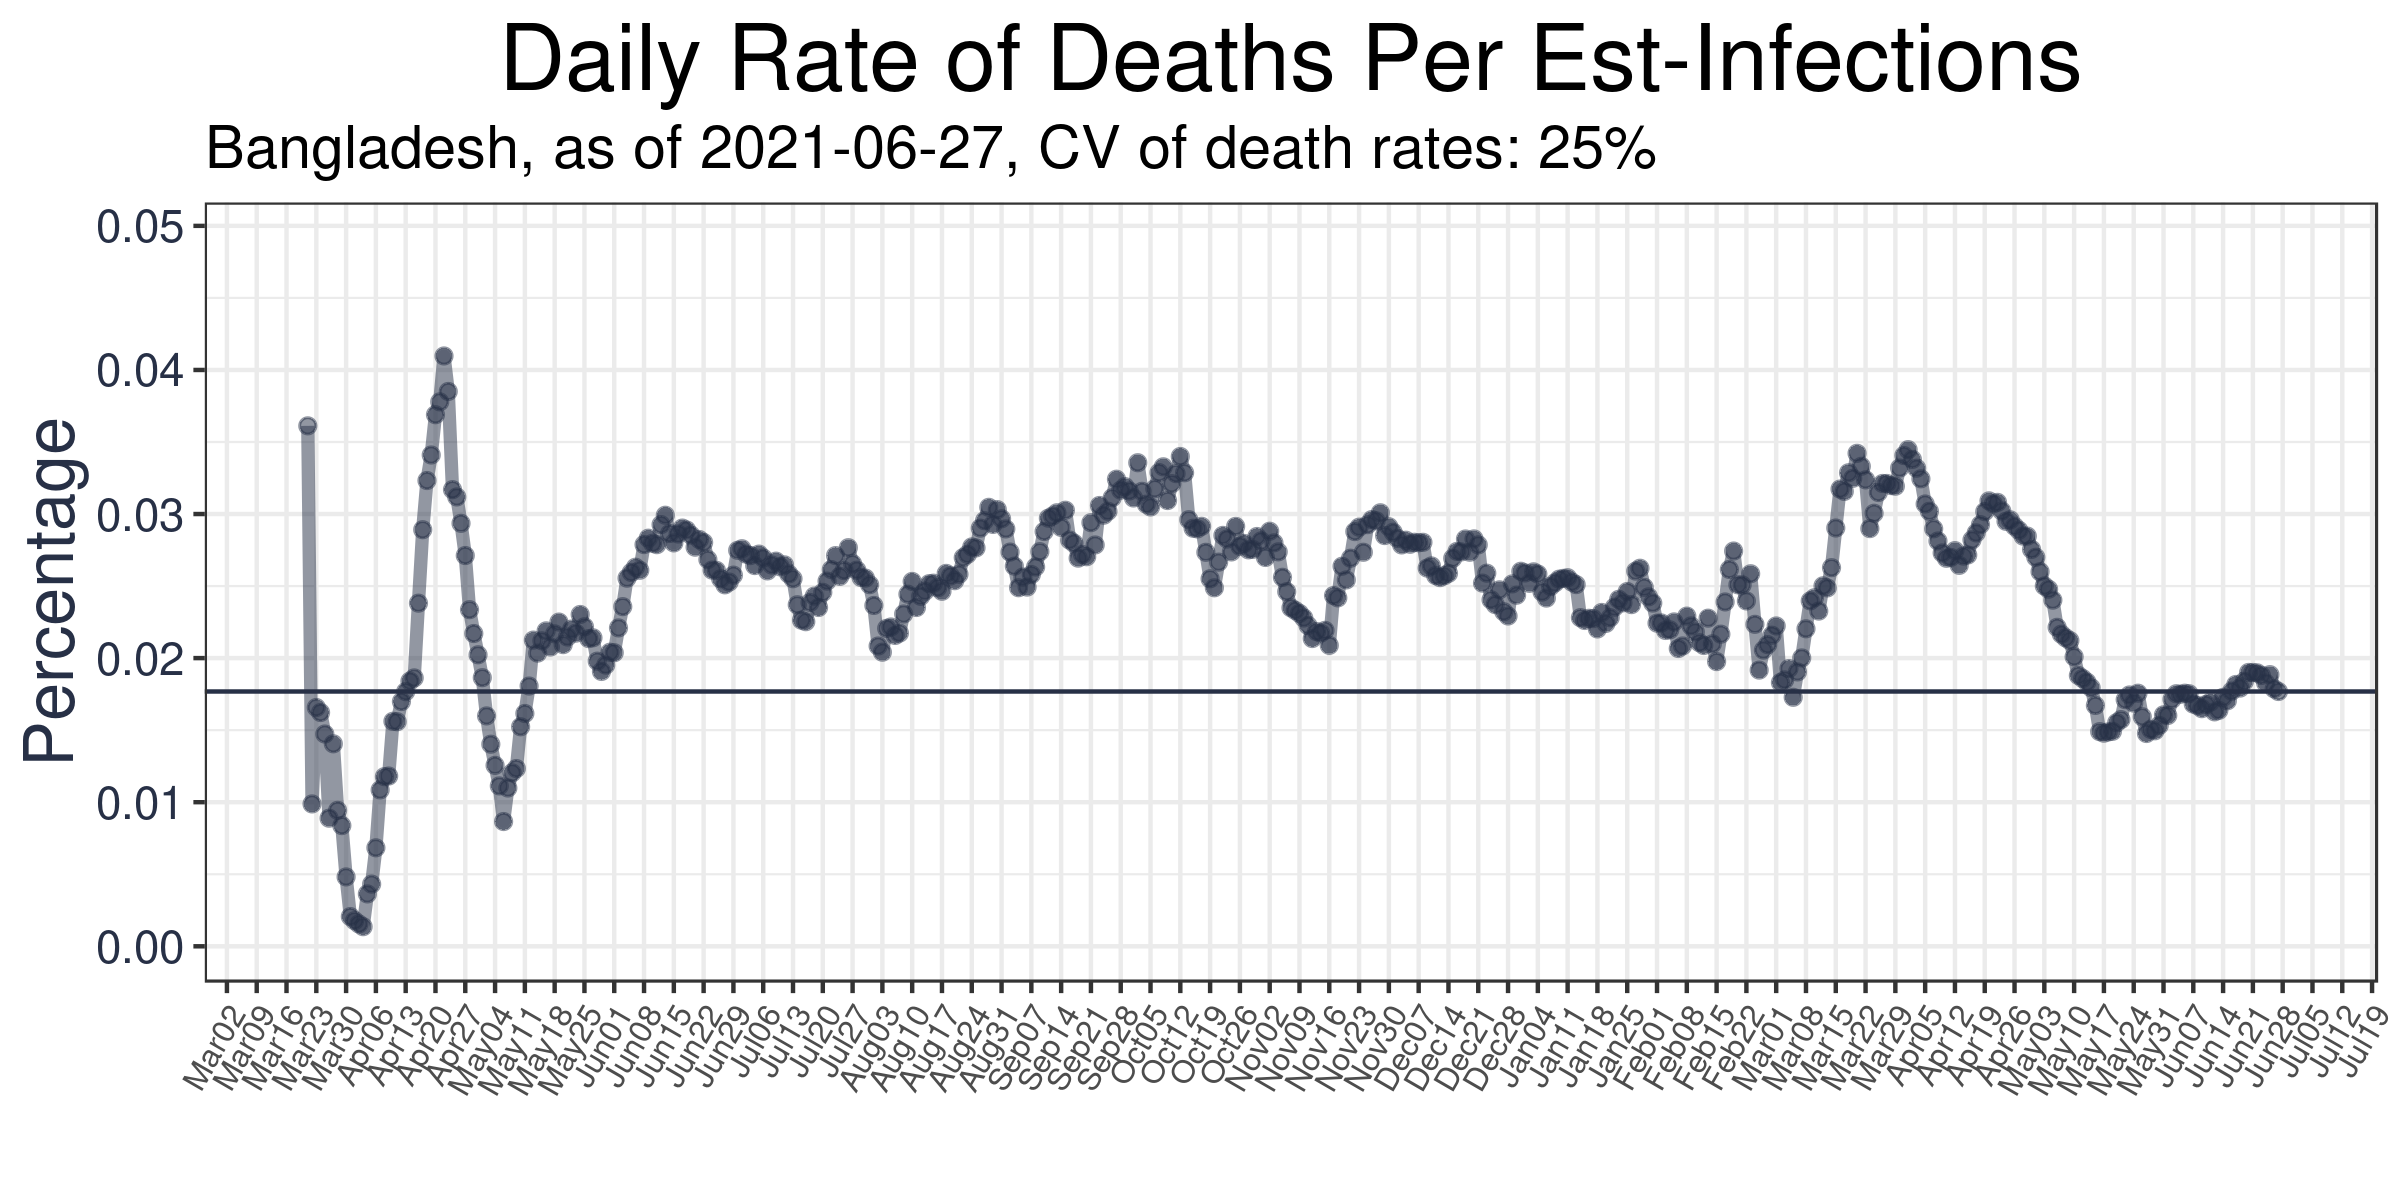 Daily Rate of Deaths Per Est-Infections
Bangladesh, as of 2021-06-27, CV of death rates: 25%
Percentage
0.05
0.04
0.03
0.02
0.01
0.00
Mar02
Mar09
Mar16
Mar23
Mar30
Apr06
Apr13
Apr20
Apr27
May04
May11
May18
May25
Jun01
Jun08
Jun15
Jun22
Jun29
Jul06
Jul13
Jul20
Jul27
Aug03
Aug10
Aug17
Aug24
Aug31
Sep07
Sep14
Sep21
Sep28
Oct05
Oct12
Oct19
Oct26
Nov02
Nov09
Nov16
Nov23
Nov30
Dec07
Dec14
Dec21
Dec28
Jan04
Jan11
Jan18
Jan25
Feb01
Feb08
Feb15
Feb22
Mar01
Mar08
Mar15
Mar22
Mar29
Apr05
Apr12
Apr19
Apr26
May03
May10
May17
May24
May31
Jun07
Jun14
Jun21
Jun28
Jul05
Jul12
Jul19